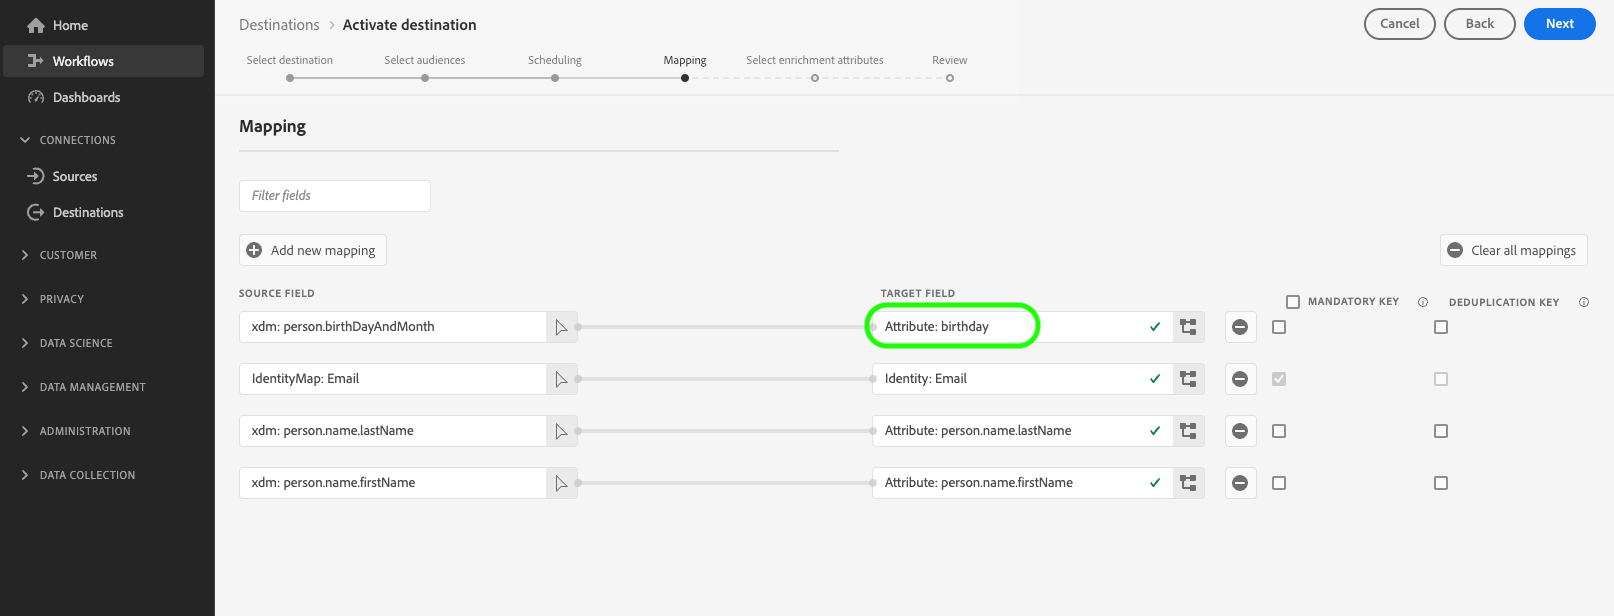 Home
Workflows
Dashboards
CONNECTIONS
Sources
Destinations
CUSTOMER
PRIVACY
DATA SCIENCE
DATA MANAGEMENT
ADMINISTRATION
DATA COLLECTION
Destinations > Activate destination
Cancel Back Next
Select destination Select audiences Scheduling Mapping Select enrichment attributes Review
Mapping
Filter fields
Add new mapping Clear all mappings
SOURCE FIELD TARGET FIELD MANDATORY KEY DEDUPLICATION KEY
xdm: person.birthDayAndMonth Attribute: birthday
IdentityMap: Email Identity: Email
xdm: person.name.lastName Attribute: person.name.lastName
xdm: person.name.firstName Attribute: person.name.firstName